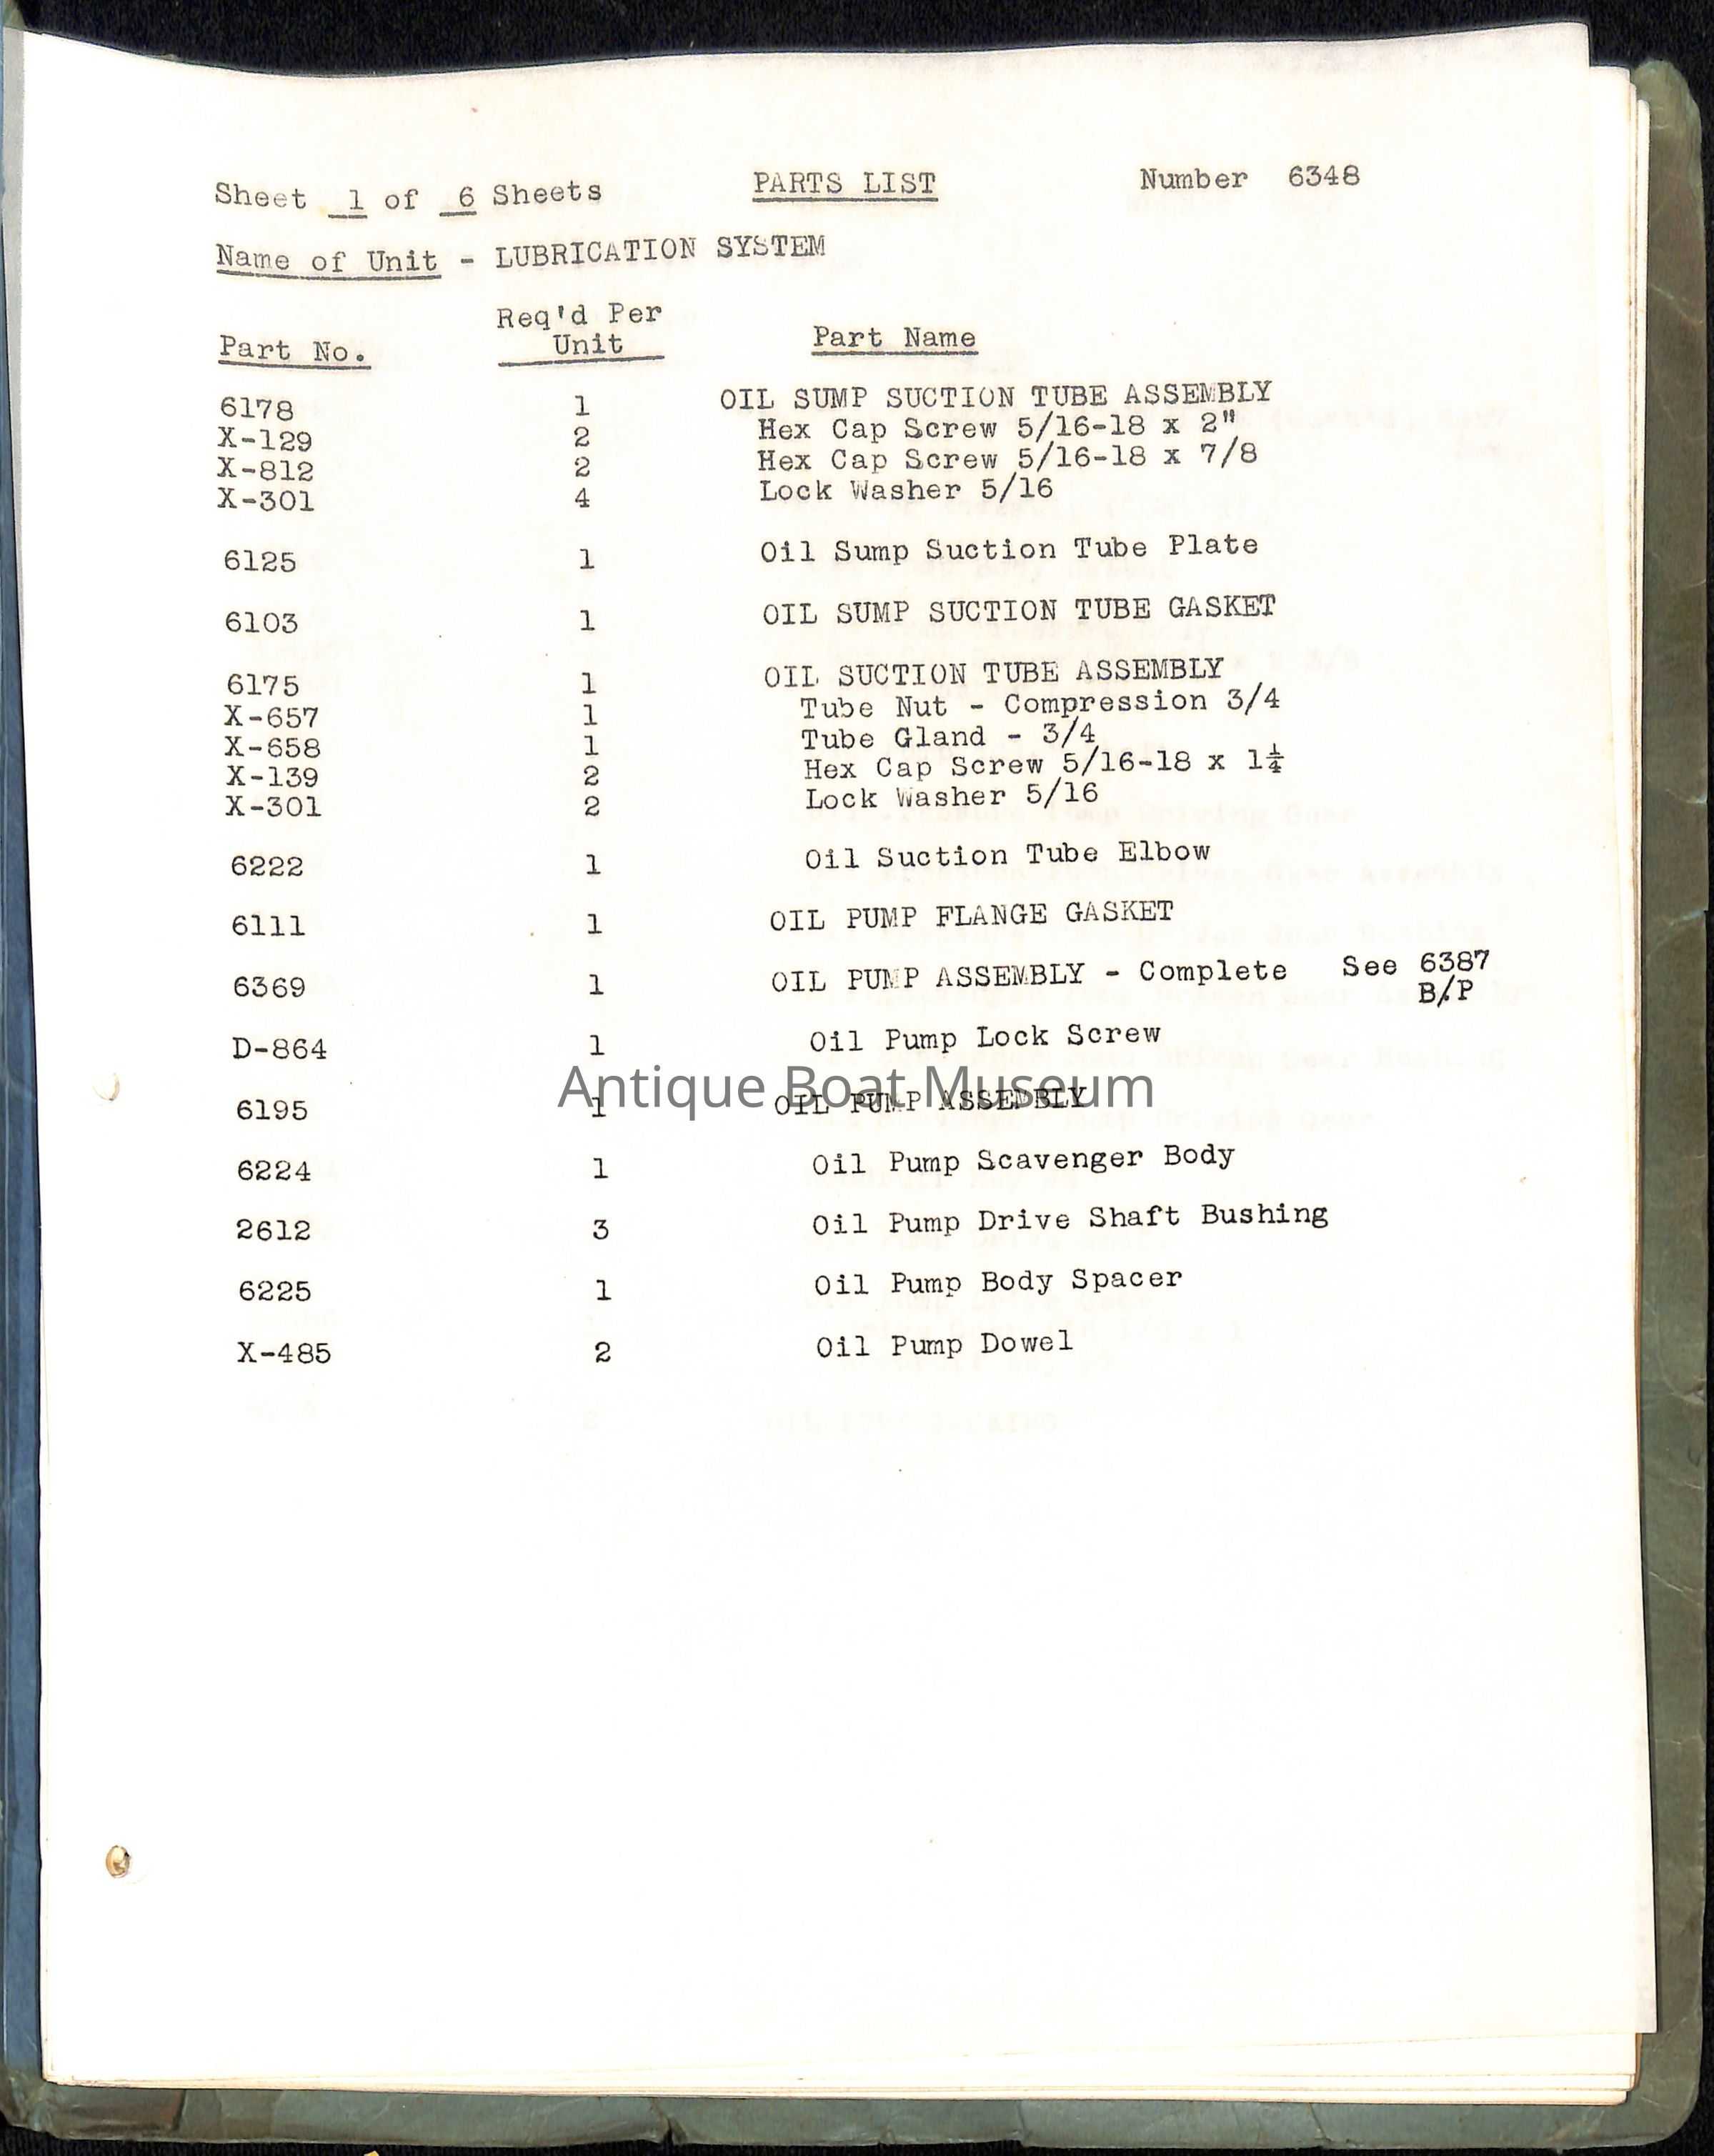 Sheet 1 of 6 Sheets PARTS LIST Number 6348
Name of Unit - LUBRICATION SYSTEM
Req'd Per
Part No. Unit Part Name
6178 1 OIL SUMP SUCTION TUBE ASSEMBLY
X-129 2 Hex Cap Screw 5/16-18 x 2"
X-812 2 Hex Cap Screw 5/16-18 x 7/8
X-301 4 Lock Washer 5/16
6125 1 Oil Sump Suction Tube Plate
6103 1 OIL SUMP SUCTION TUBE GASKET
6175 1 OIL SUCTION TUBE ASSEMBLY
X-657 1 Tube Nut - Compression 3/4
X-658 1 Tube Gland - 3/4
X-139 2 Hex Cap Screw 5/16-18 x 1¼
X-301 2 Lock Washer 5/16
6222 1 Oil Suction Tube Elbow
6111 1 OIL PUMP FLANGE GASKET
6369 1 OIL PUMP ASSEMBLY - Complete See 6387
B/P
D-864 1 Oil Pump Lock Screw
Antique Boat Museum
6195 1 OIL PUMP ASSEMBLY
6224 1 Oil Pump Scavenger Body
2612 3 Oil Pump Drive Shaft Bushing
6225 1 Oil Pump Body Spacer
X-485 2 Oil Pump Dowel